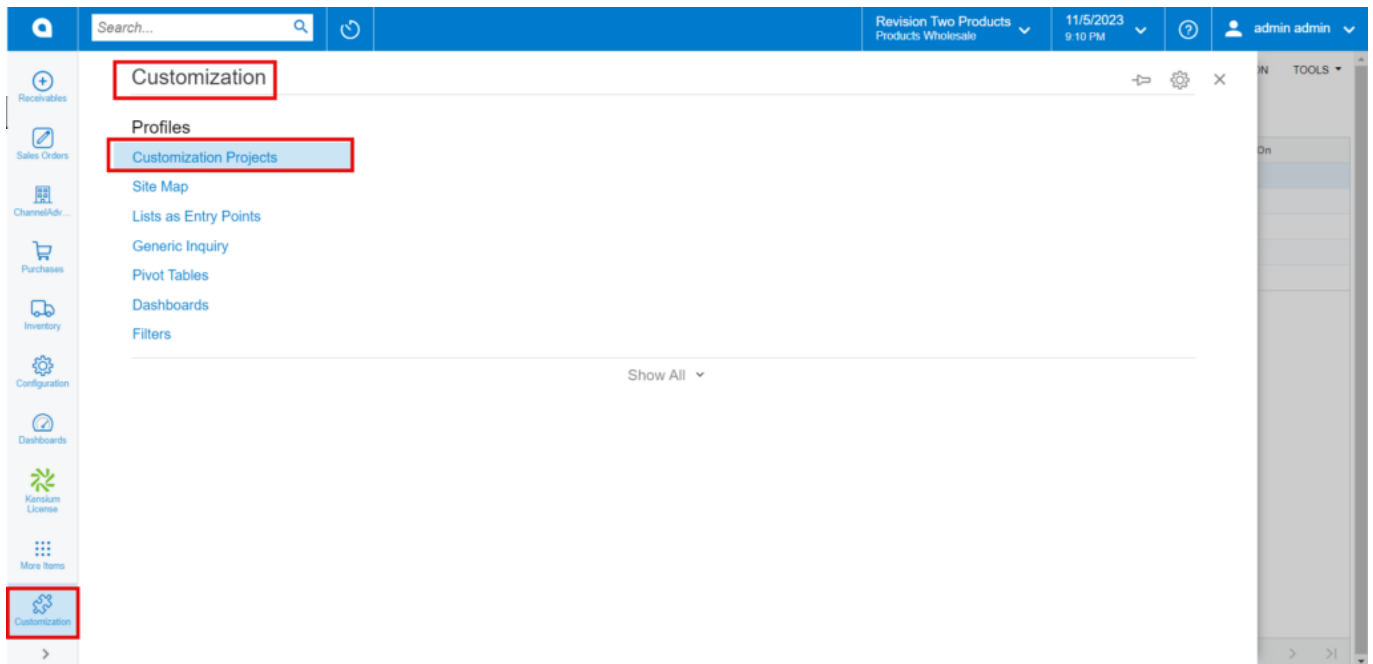 Search...
Revision Two Products
Products Wholesale
11/5/2023
9:10 PM
admin admin
Receivables
Sales Orders
ChannelAdv...
Purchases
Inventory
Configuration
Dashboards
Kensium
License
More Items
Customization
Customization
Profiles
Customization Projects
Site Map
Lists as Entry Points
Generic Inquiry
Pivot Tables
Dashboards
Filters
Show All
ON
TOOLS
On